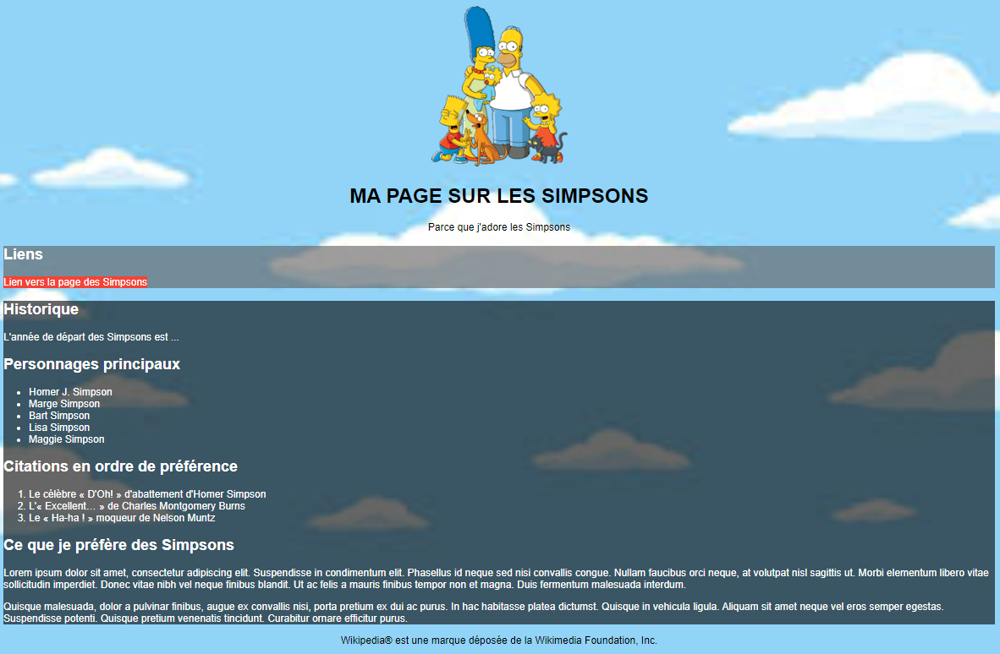 MA PAGE SUR LES SIMPSONS
Parce que j'adore les Simpsons
Liens
Lien vers la page des Simpsons
Historique
L'année de départ des Simpsons est ...
Personnages principaux
• Homer J. Simpson
• Marge Simpson
• Bart Simpson
• Lisa Simpson
• Maggie Simpson
Citations en ordre de préférence
1. Le célèbre « D'Oh! » d'abattement d'Homer Simpson
2. L'« Excellent… » de Charles Montgomery Burns
3. Le « Ha-ha ! » moqueur de Nelson Muntz
Ce que je préfère des Simpsons
Lorem ipsum dolor sit amet, consectetur adipiscing elit. Suspendisse in condimentum elit. Phasellus id neque sed nisi convallis congue. Nullam faucibus orci neque, at volutpat nisl sagittis ut. Morbi elementum libero vitae
sollicitudin imperdiet. Donec vitae nibh vel neque finibus blandit. Ut ac felis a mauris finibus tempor non et magna. Duis fermentum malesuada interdum.
Quisque malesuada, dolor a pulvinar finibus, augue ex convallis nisi, porta pretium ex dui ac purus. In hac habitasse platea dictumst. Quisque in vehicula ligula. Aliquam sit amet neque vel eros semper egestas.
Suspendisse potenti. Quisque pretium venenatis tincidunt. Curabitur ornare efficitur purus.
Wikipedia® est une marque déposée de la Wikimedia Foundation, Inc.